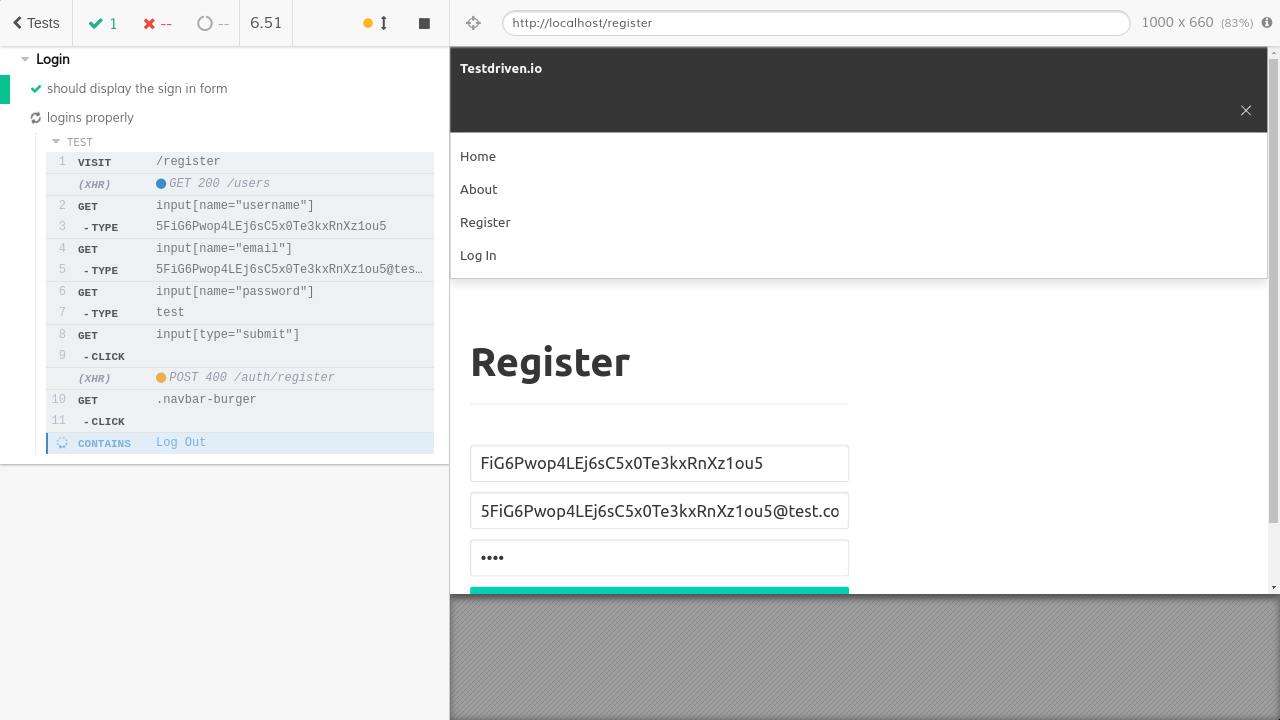 Tests
1
--
--
6.51
http://localhost/register
1000 x 660 (83%)
Login
should display the sign in form
logins properly
TEST
1 VISIT /register
(XHR) GET 200 /users
2 GET input[name="username"]
3 - TYPE 5FiG6Pwop4LEj6sC5x0Te3kxRnXz1ou5
4 GET input[name="email"]
5 - TYPE 5FiG6Pwop4LEj6sC5x0Te3kxRnXz1ou5@tes…
6 GET input[name="password"]
7 - TYPE test
8 GET input[type="submit"]
9 - CLICK
(XHR) POST 400 /auth/register
10 GET .navbar-burger
11 - CLICK
CONTAINS Log Out
Testdriven.io
Home
About
Register
Log In
Register
FiG6Pwop4LEj6sC5x0Te3kxRnXz1ou5
5FiG6Pwop4LEj6sC5x0Te3kxRnXz1ou5@test.co
••••